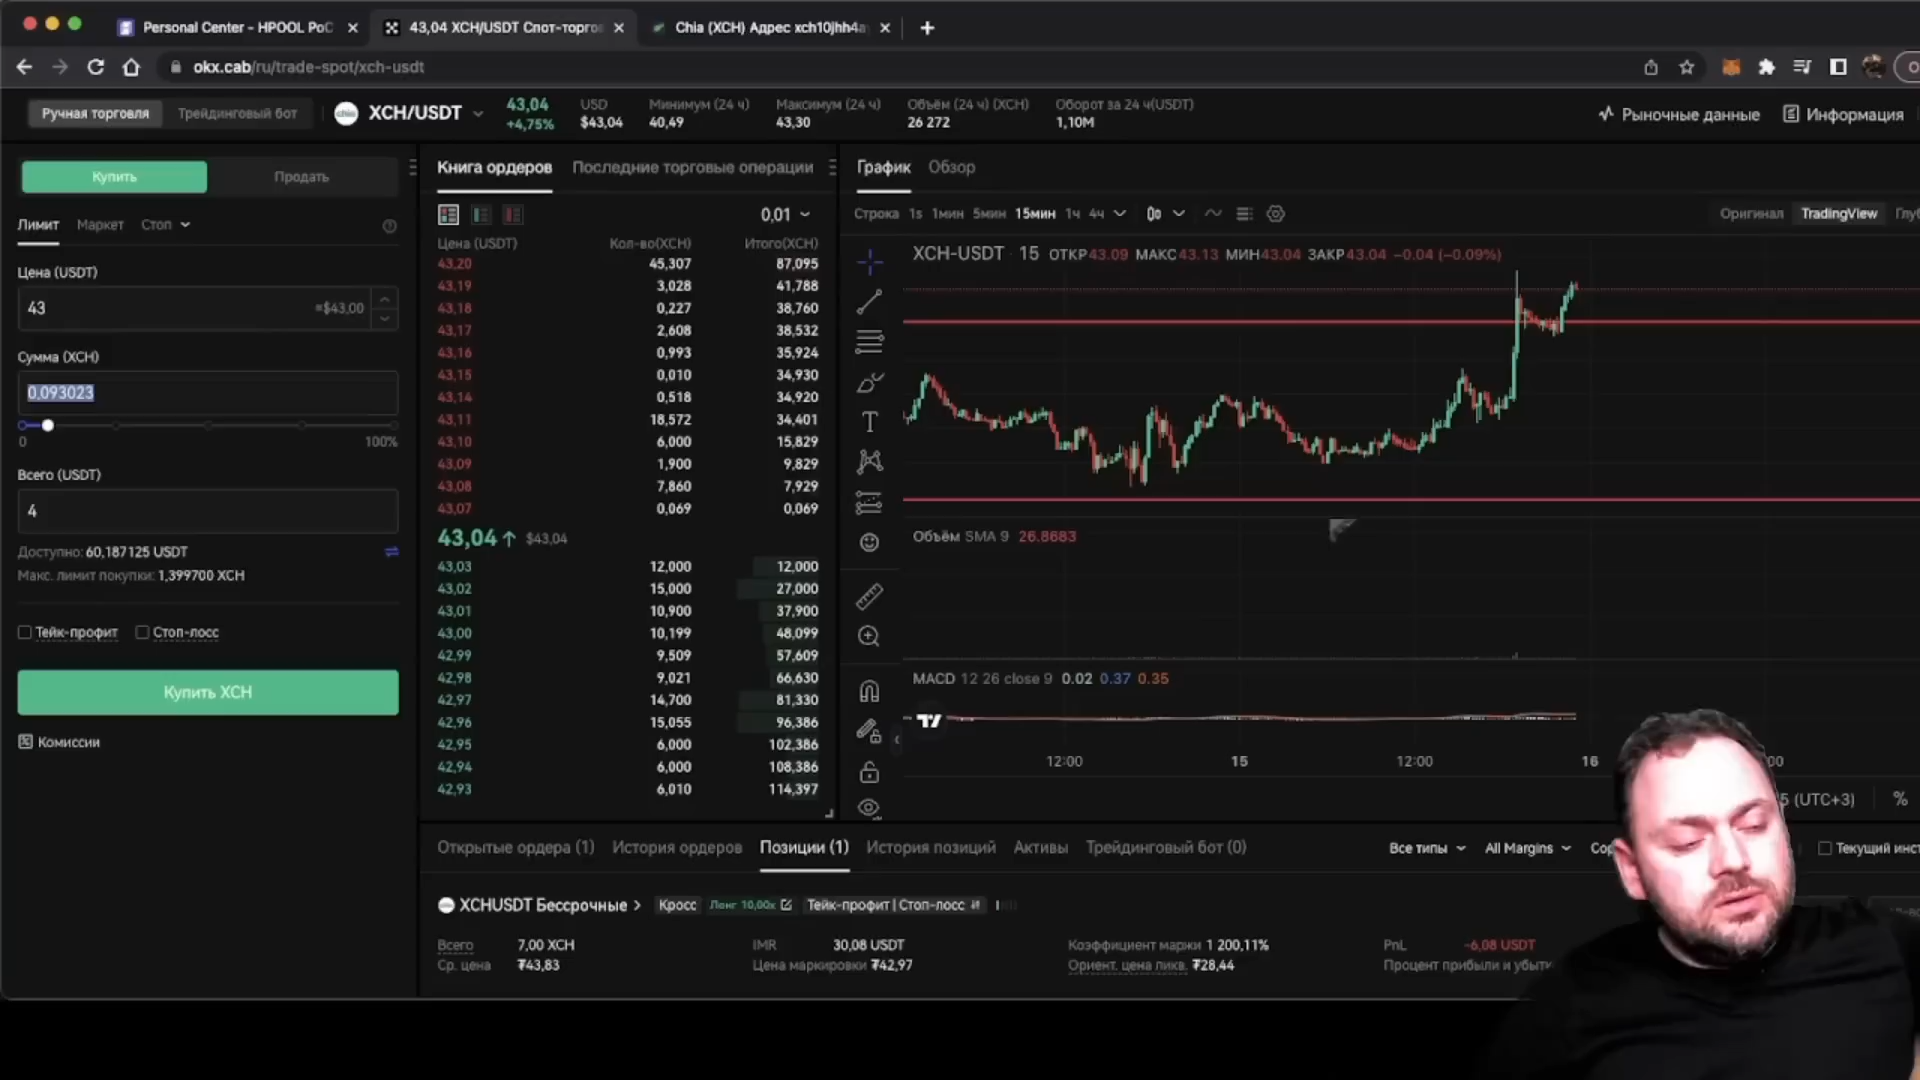 Personal Center - HPOOL PoC
43,04 XCH/USDT Спот-торго
Chia (XCH) Адрес xch10jhh4a
okx.cab/ru/trade-spot/xch-usdt
Ручная торговля
Трейдинговый бот
XCH/USDT
43,04
+4,75%
USD
$43,04
Минимум (24 ч)
40,49
Максимум (24 ч)
43,30
Объём (24 ч) (XCH)
26 272
Оборот за 24 ч(USDT)
1,10M
Рыночные данные
Информация
Купить
Продать
Лимит Маркет Стоп
Цена (USDT)
43 ≈$43,00
Сумма (XCH)
0,093023
0 100%
Всего (USDT)
4
Доступно: 60,187125 USDT
Макс. лимит покупки: 1,399700 XCH
Тейк-профит Стоп-лосс
Купить XCH
Комиссии
Книга ордеров Последние торговые операции
0,01
Цена (USDT) Кол-во(XCH) Итого(XCH)
43,20 45,307 87,095
43,19 3,028 41,788
43,18 0,227 38,760
43,17 2,608 38,532
43,16 0,993 35,924
43,15 0,010 34,930
43,14 0,518 34,920
43,11 18,572 34,401
43,10 6,000 15,829
43,09 1,900 9,829
43,08 7,860 7,929
43,07 0,069 0,069
43,04 ↑ $43,04
43,03 12,000 12,000
43,02 15,000 27,000
43,01 10,900 37,900
43,00 10,199 48,099
42,99 9,509 57,609
42,98 9,021 66,630
42,97 14,700 81,330
42,96 15,055 96,386
42,95 6,000 102,386
42,94 6,000 108,386
42,93 6,010 114,397
График Обзор
Строка 1s 1мин 5мин 15мин 1ч 4ч
Оригинал TradingView Глуб
XCH-USDT · 15 ОТКР43.09 МАКС43.13 МИН43.04 ЗАКР43.04 −0.04 (−0.09%)
Объём SMA 9 26.8683
MACD 12 26 close 9 0.02 0.37 0.35
12:00 15 12:00 16
5 (UTC+3) %
Открытые ордера (1) История ордеров Позиции (1) История позиций Активы Трейдинговый бот (0)
Все типы All Margins Сор
Текущий инст
XCHUSDT Бессрочные Кросс Лонг 10,00x Тейк-профит | Стоп-лосс
Всего 7,00 XCH
Ср. цена ₮43,83
IMR 30,08 USDT
Цена маркировки ₮42,97
Коэффициент маржи 1 200,11%
Ориент. цена ликв. ₮28,44
PnL -6,08 USDT
Процент прибыли и убытк